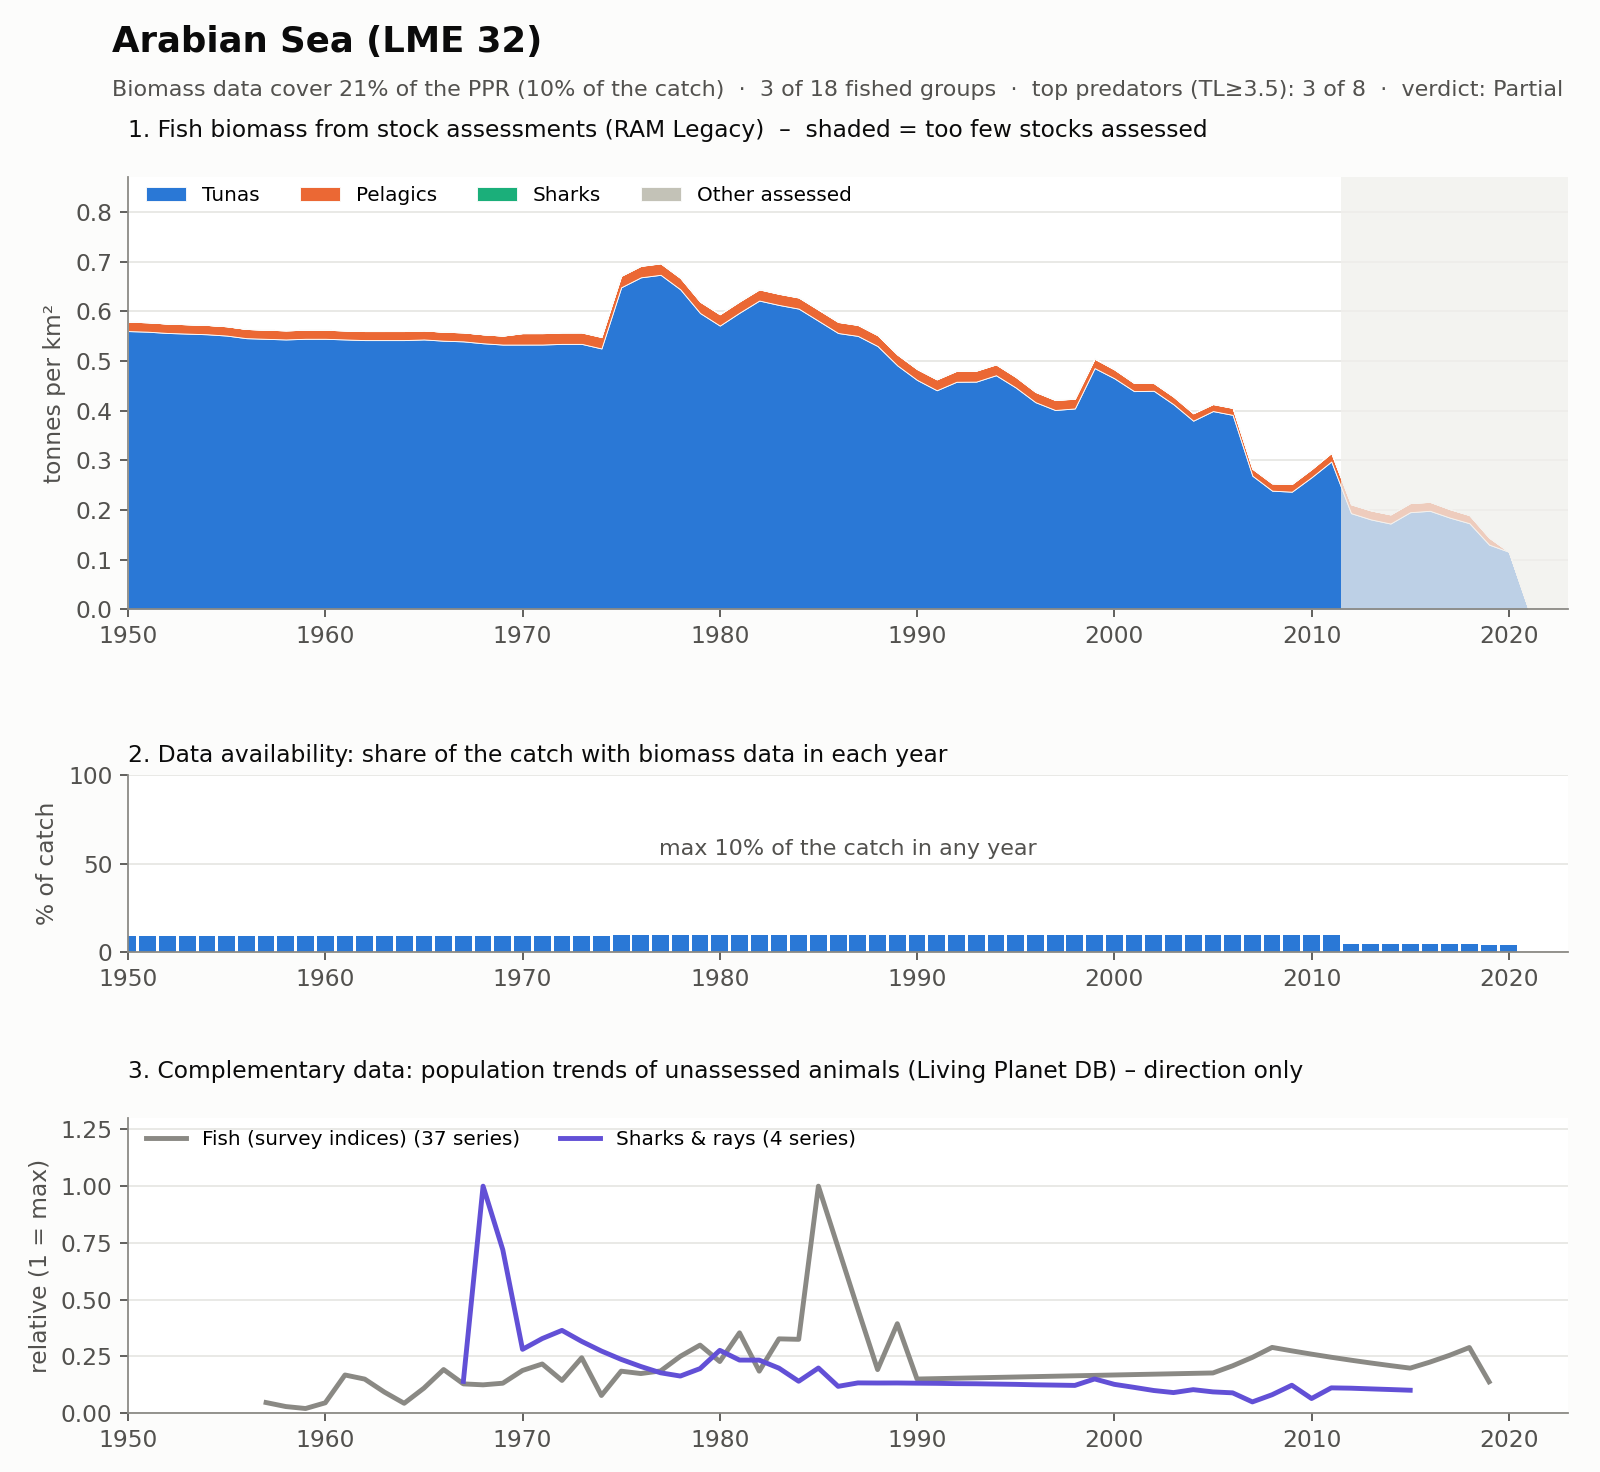 Arabian Sea (LME 32)
Biomass data cover 21% of the PPR (10% of the catch)  ·  3 of 18 fished groups  ·  top predators (TL≥3.5): 3 of 8  ·  verdict: Partial
1. Fish biomass from stock assessments (RAM Legacy)  –  shaded = too few stocks assessed
Tunas Pelagics Sharks Other assessed
tonnes per km²
0.8
0.7
0.6
0.5
0.4
0.3
0.2
0.1
0.0
1950 1960 1970 1980 1990 2000 2010 2020
2. Data availability: share of the catch with biomass data in each year
% of catch
100
50
0
max 10% of the catch in any year
1950 1960 1970 1980 1990 2000 2010 2020
3. Complementary data: population trends of unassessed animals (Living Planet DB) – direction only
Fish (survey indices) (37 series) Sharks & rays (4 series)
relative (1 = max)
1.25
1.00
0.75
0.50
0.25
0.00
1950 1960 1970 1980 1990 2000 2010 2020